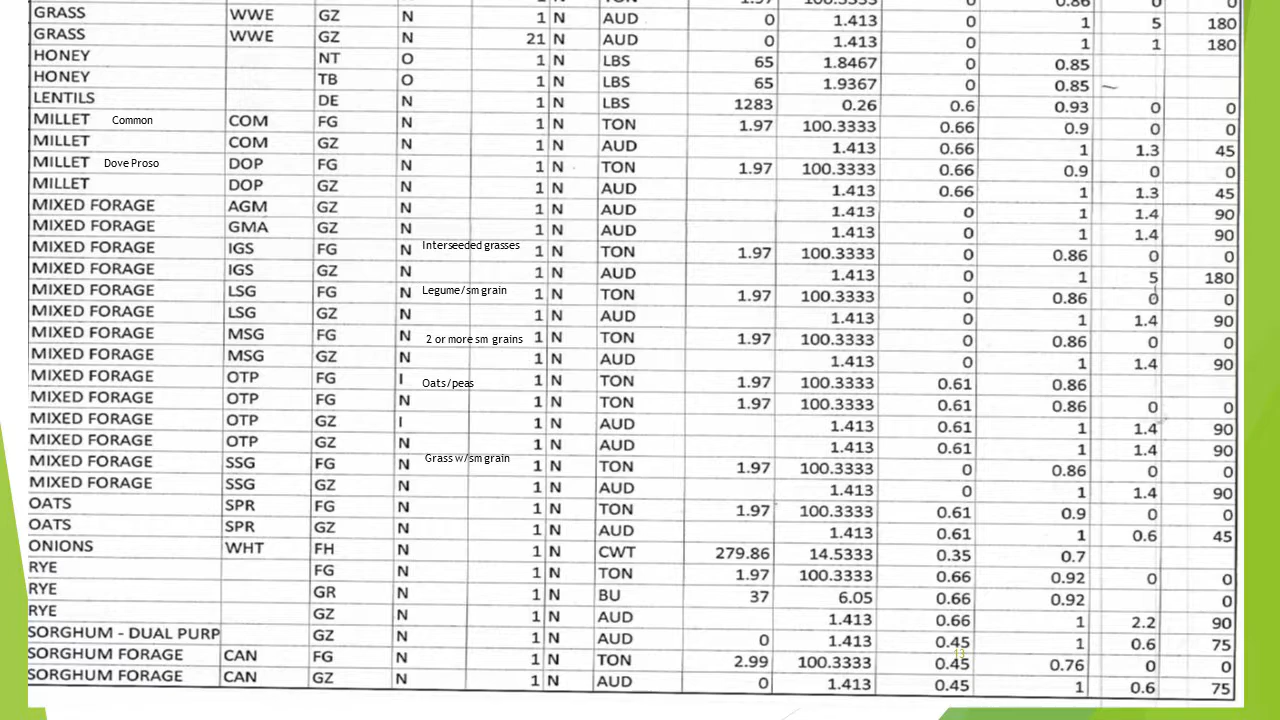 1.97 100.3333 0 0.86 0 0
GRASS WWE GZ N 1 N AUD 0 1.413 0 1 5 180
GRASS WWE GZ N 21 N AUD 0 1.413 0 1 1 180
HONEY NT O 1 N LBS 65 1.8467 0 0.85
HONEY TB O 1 N LBS 65 1.9367 0 0.85
LENTILS DE N 1 N LBS 1283 0.26 0.6 0.93 0 0
MILLET Common COM FG N 1 N TON 1.97 100.3333 0.66 0.9 0 0
MILLET COM GZ N 1 N AUD 1.413 0.66 1 1.3 45
MILLET Dove Proso DOP FG N 1 N TON 1.97 100.3333 0.66 0.9 0 0
MILLET DOP GZ N 1 N AUD 1.413 0.66 1 1.3 45
MIXED FORAGE AGM GZ N 1 N AUD 1.413 0 1 1.4 90
MIXED FORAGE GMA GZ N 1 N AUD 1.413 0 1 1.4 90
MIXED FORAGE IGS FG N Interseeded grasses 1 N TON 1.97 100.3333 0 0.86 0 0
MIXED FORAGE IGS GZ N 1 N AUD 1.413 0 1 5 180
MIXED FORAGE LSG FG N Legume/sm grain 1 N TON 1.97 100.3333 0 0.86 0 0
MIXED FORAGE LSG GZ N 1 N AUD 1.413 0 1 1.4 90
MIXED FORAGE MSG FG N 2 or more sm grains 1 N TON 1.97 100.3333 0 0.86 0 0
MIXED FORAGE MSG GZ N 1 N AUD 1.413 0 1 1.4 90
MIXED FORAGE OTP FG I Oats/peas 1 N TON 1.97 100.3333 0.61 0.86
MIXED FORAGE OTP FG N 1 N TON 1.97 100.3333 0.61 0.86 0 0
MIXED FORAGE OTP GZ I 1 N AUD 1.413 0.61 1 1.4 90
MIXED FORAGE OTP GZ N 1 N AUD 1.413 0.61 1 1.4 90
MIXED FORAGE SSG FG N Grass w/sm grain 1 N TON 1.97 100.3333 0 0.86 0 0
MIXED FORAGE SSG GZ N 1 N AUD 1.413 0 1 1.4 90
OATS SPR FG N 1 N TON 1.97 100.3333 0.61 0.9 0 0
OATS SPR GZ N 1 N AUD 1.413 0.61 1 0.6 45
ONIONS WHT FH N 1 N CWT 279.86 14.5333 0.35 0.7
RYE FG N 1 N TON 1.97 100.3333 0.66 0.92 0 0
RYE GR N 1 N BU 37 6.05 0.66 0.92 0
RYE GZ N 1 N AUD 1.413 0.66 1 2.2 90
SORGHUM - DUAL PURP GZ N 1 N AUD 0 1.413 0.45 1 0.6 75
13
SORGHUM FORAGE CAN FG N 1 N TON 2.99 100.3333 0.45 0.76 0 0
SORGHUM FORAGE CAN GZ N 1 N AUD 0 1.413 0.45 1 0.6 75